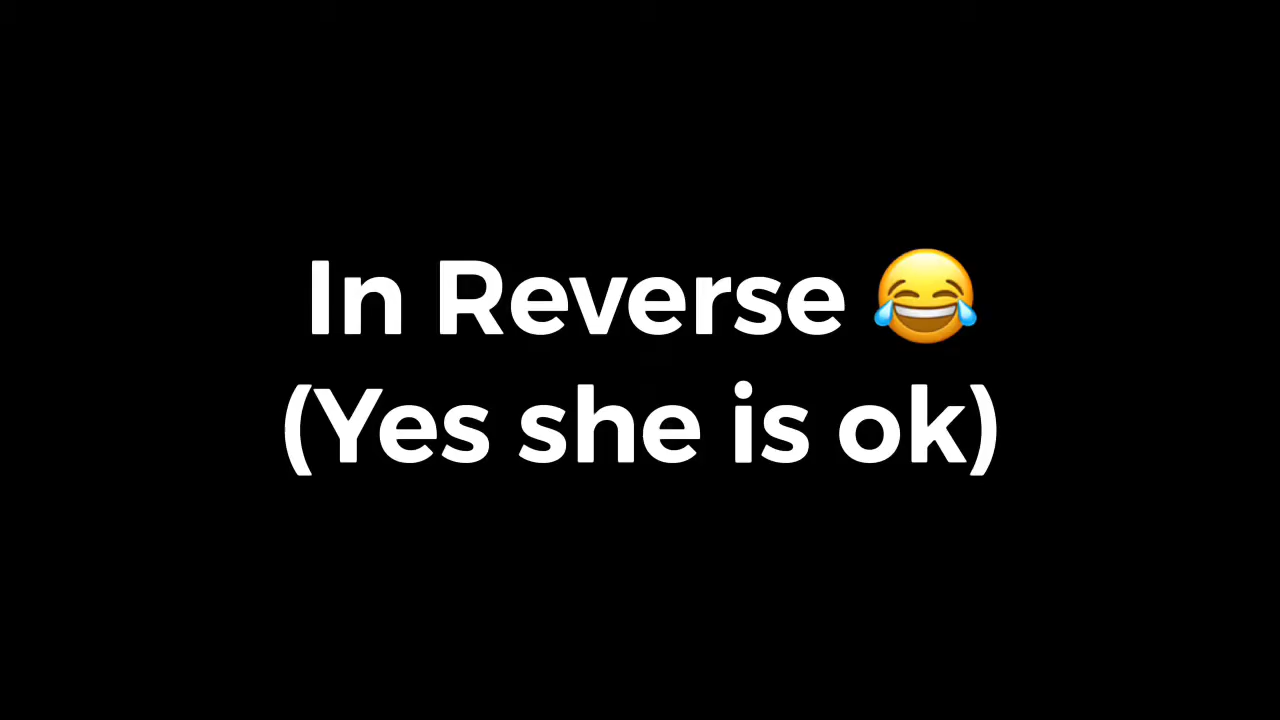 In Reverse 😂
(Yes she is ok)